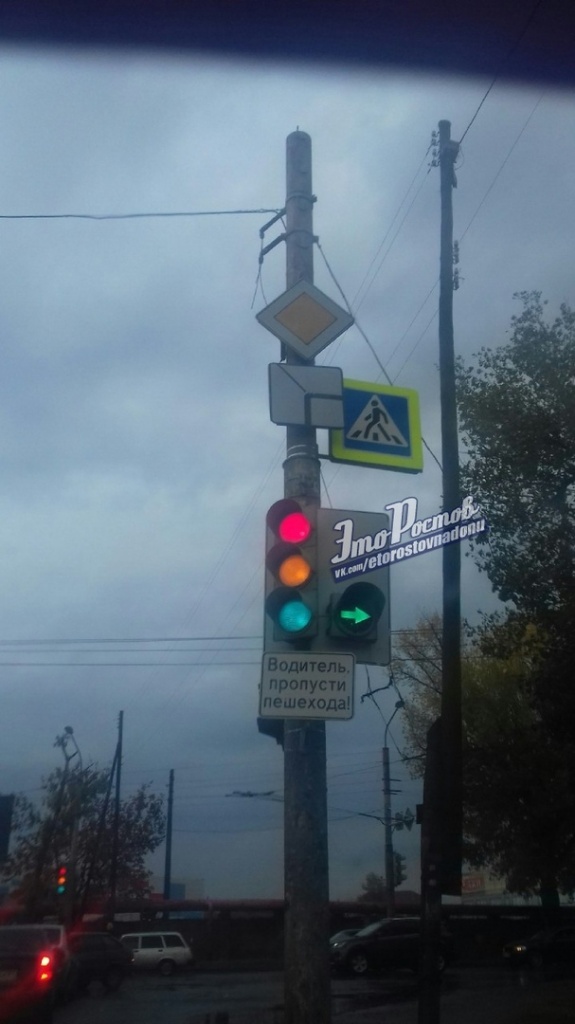 ЭтоРостов
VK.com/etorostovnadonu
Водитель,
пропусти
пешехода!